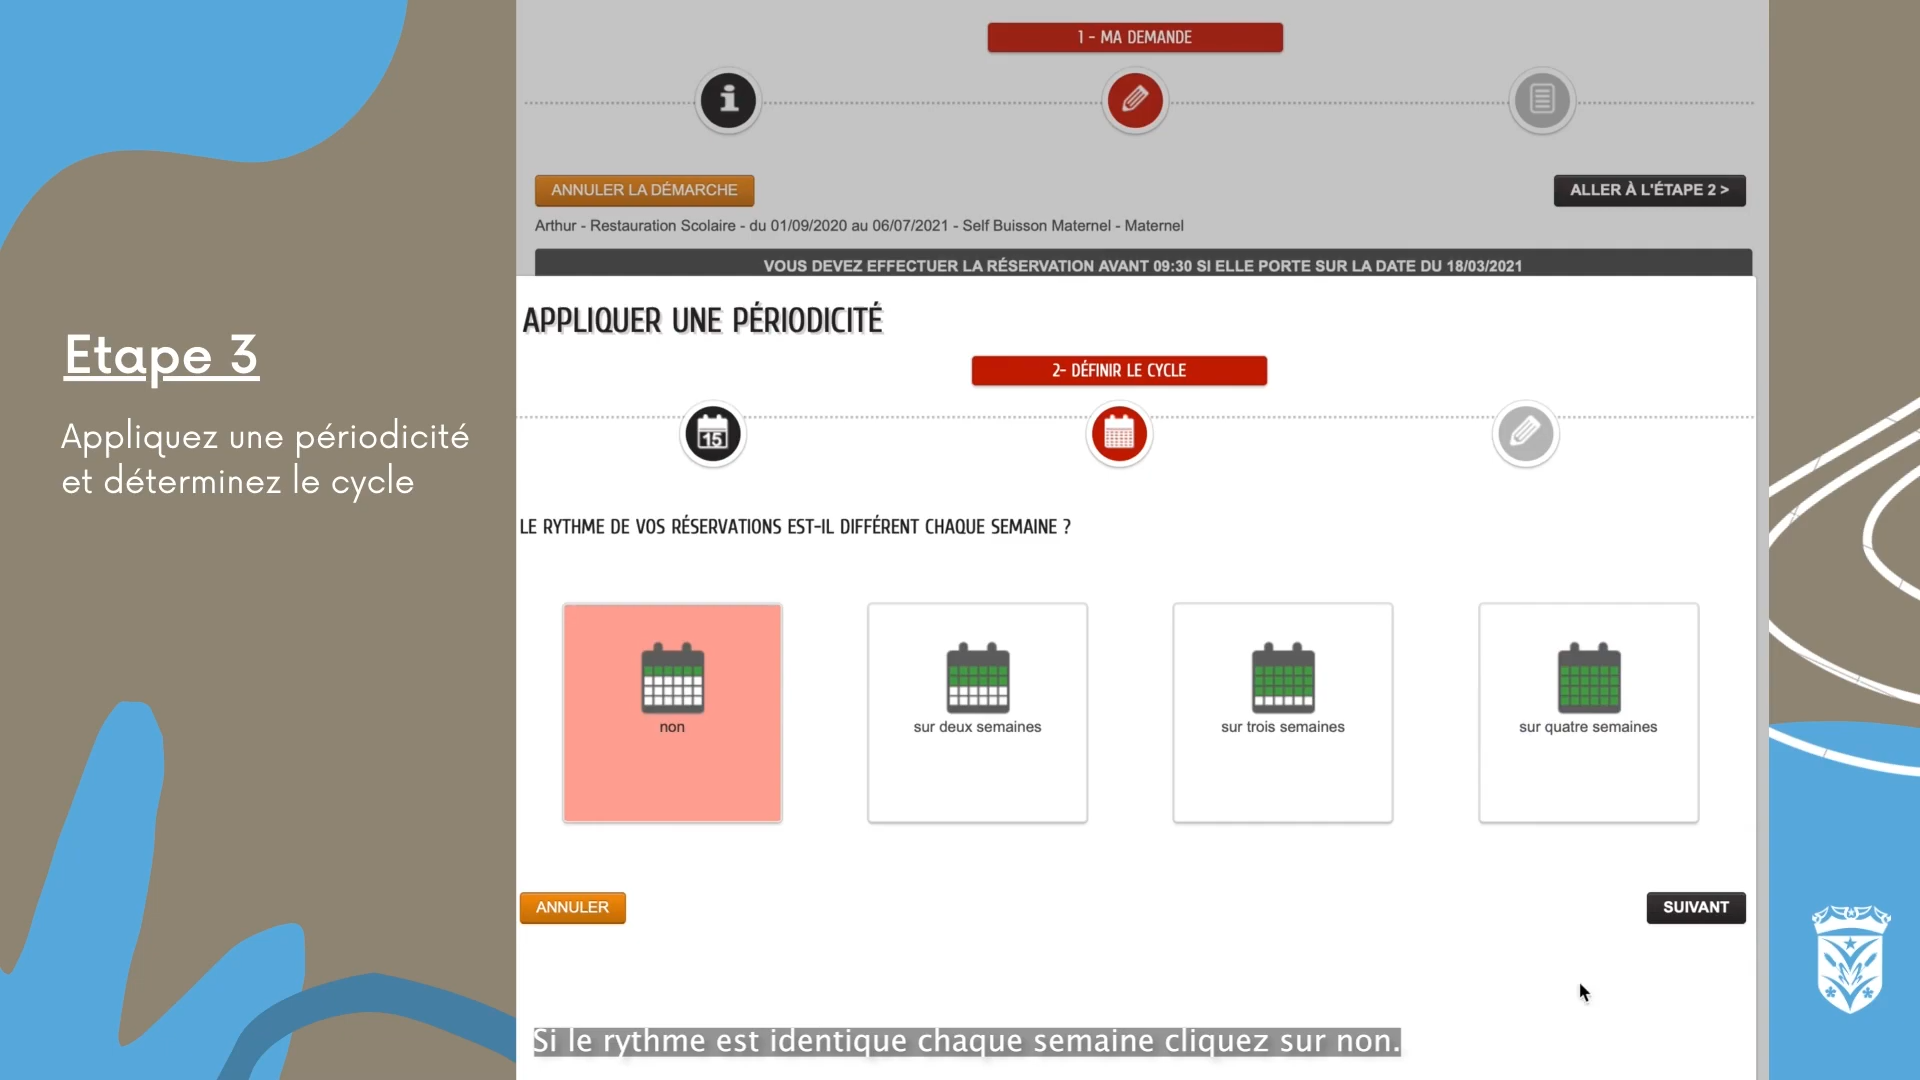 Etape 3
Appliquez une périodicité
et déterminez le cycle
1 - MA DEMANDE
ANNULER LA DÉMARCHE
ALLER À L'ÉTAPE 2 >
Arthur - Restauration Scolaire - du 01/09/2020 au 06/07/2021 - Self Buisson Maternel - Maternel
VOUS DEVEZ EFFECTUER LA RÉSERVATION AVANT 09:30 SI ELLE PORTE SUR LA DATE DU 18/03/2021
APPLIQUER UNE PÉRIODICITÉ
2- DÉFINIR LE CYCLE
15
LE RYTHME DE VOS RÉSERVATIONS EST-IL DIFFÉRENT CHAQUE SEMAINE ?
non
sur deux semaines
sur trois semaines
sur quatre semaines
ANNULER
SUIVANT
Si le rythme est identique chaque semaine cliquez sur non.